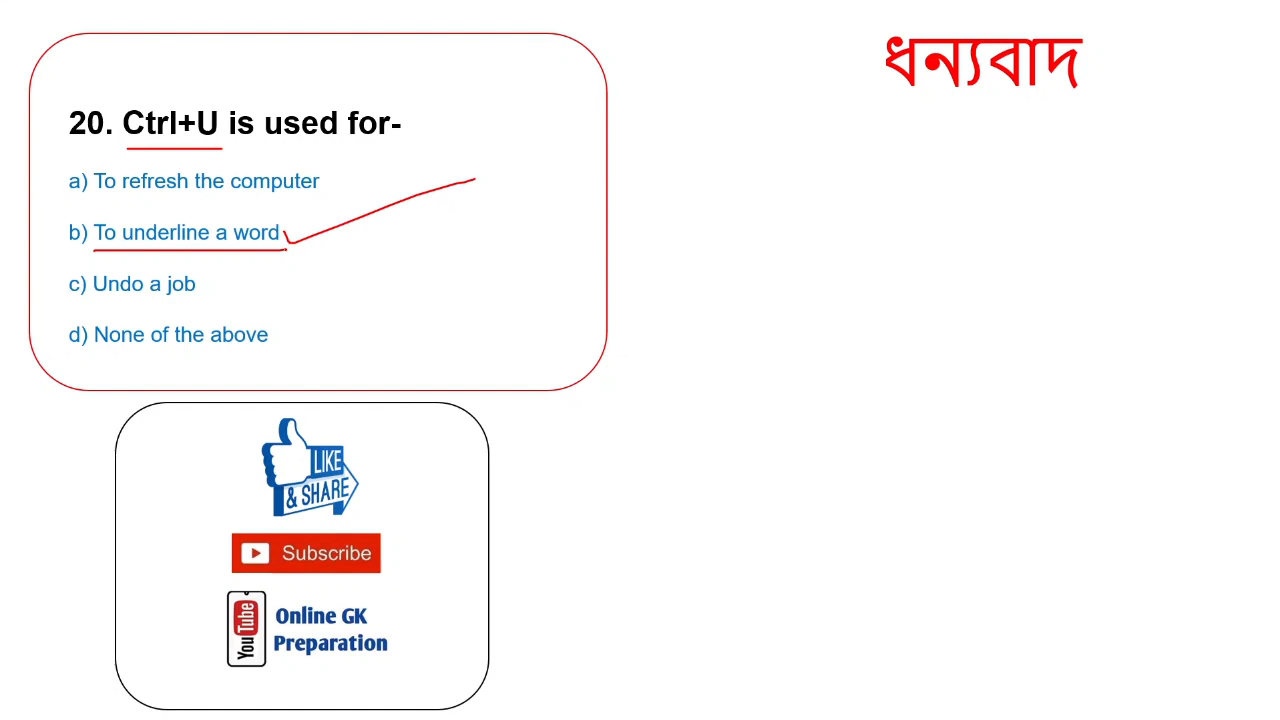 ধন্যবাদ
20. Ctrl+U is used for-
a) To refresh the computer
b) To underline a word
c) Undo a job
d) None of the above
LIKE
& SHARE
Subscribe
YouTube
Online GK
Preparation